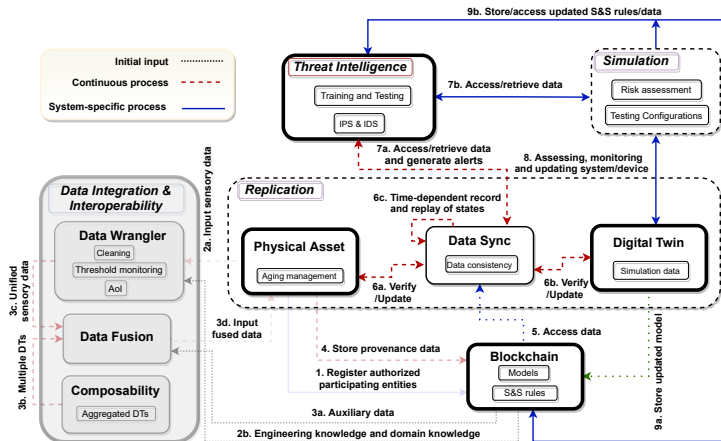 9b. Store/access updated S&S rules/data
Initial input
Continuous process
System-specific process
Threat Intelligence
Training and Testing
IPS & IDS
7b. Access/retrieve data
Simulation
Risk assessment
Testing Configurations
7a. Access/retrieve data
and generate alerts
8. Assessing, monitoring
and updating system/device
2a. Input sensory data
Data Integration &
Interoperability
Data Wrangler
Cleaning
Threshold monitoring
AoI
Data Fusion
Composability
Aggregated DTs
3c. Unified
sensory data
3b. Multiple DTs
Replication
6c. Time-dependent record
and replay of states
Physical Asset
Aging management
Data Sync
Data consistency
Digital Twin
Simulation data
6a. Verify
/Update
6b. Verify
/Update
3d. Input
fused data
5. Access data
4. Store provenance data
1. Register authorized
participating entities
Blockchain
Models
S&S rules
3a. Auxiliary data
2b. Engineering knowledge and domain knowledge
9a. Store updated model